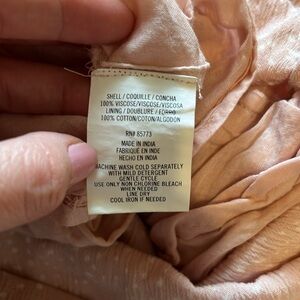 SHELL / COQUILLE / CONCHA
100% VISCOSE/VISCOSE/VISCOSA
LINING / DOUBLURE / FORRO
100% COTTON/COTON/ALGODON
RN# 85773
MADE IN INDIA
FABRIQUÉ EN INDE
HECHO EN INDIA
MACHINE WASH COLD SEPARATELY
WITH MILD DETERGENT
GENTLE CYCLE
USE ONLY NON CHLORINE BLEACH
WHEN NEEDED
LINE DRY
COOL IRON IF NEEDED